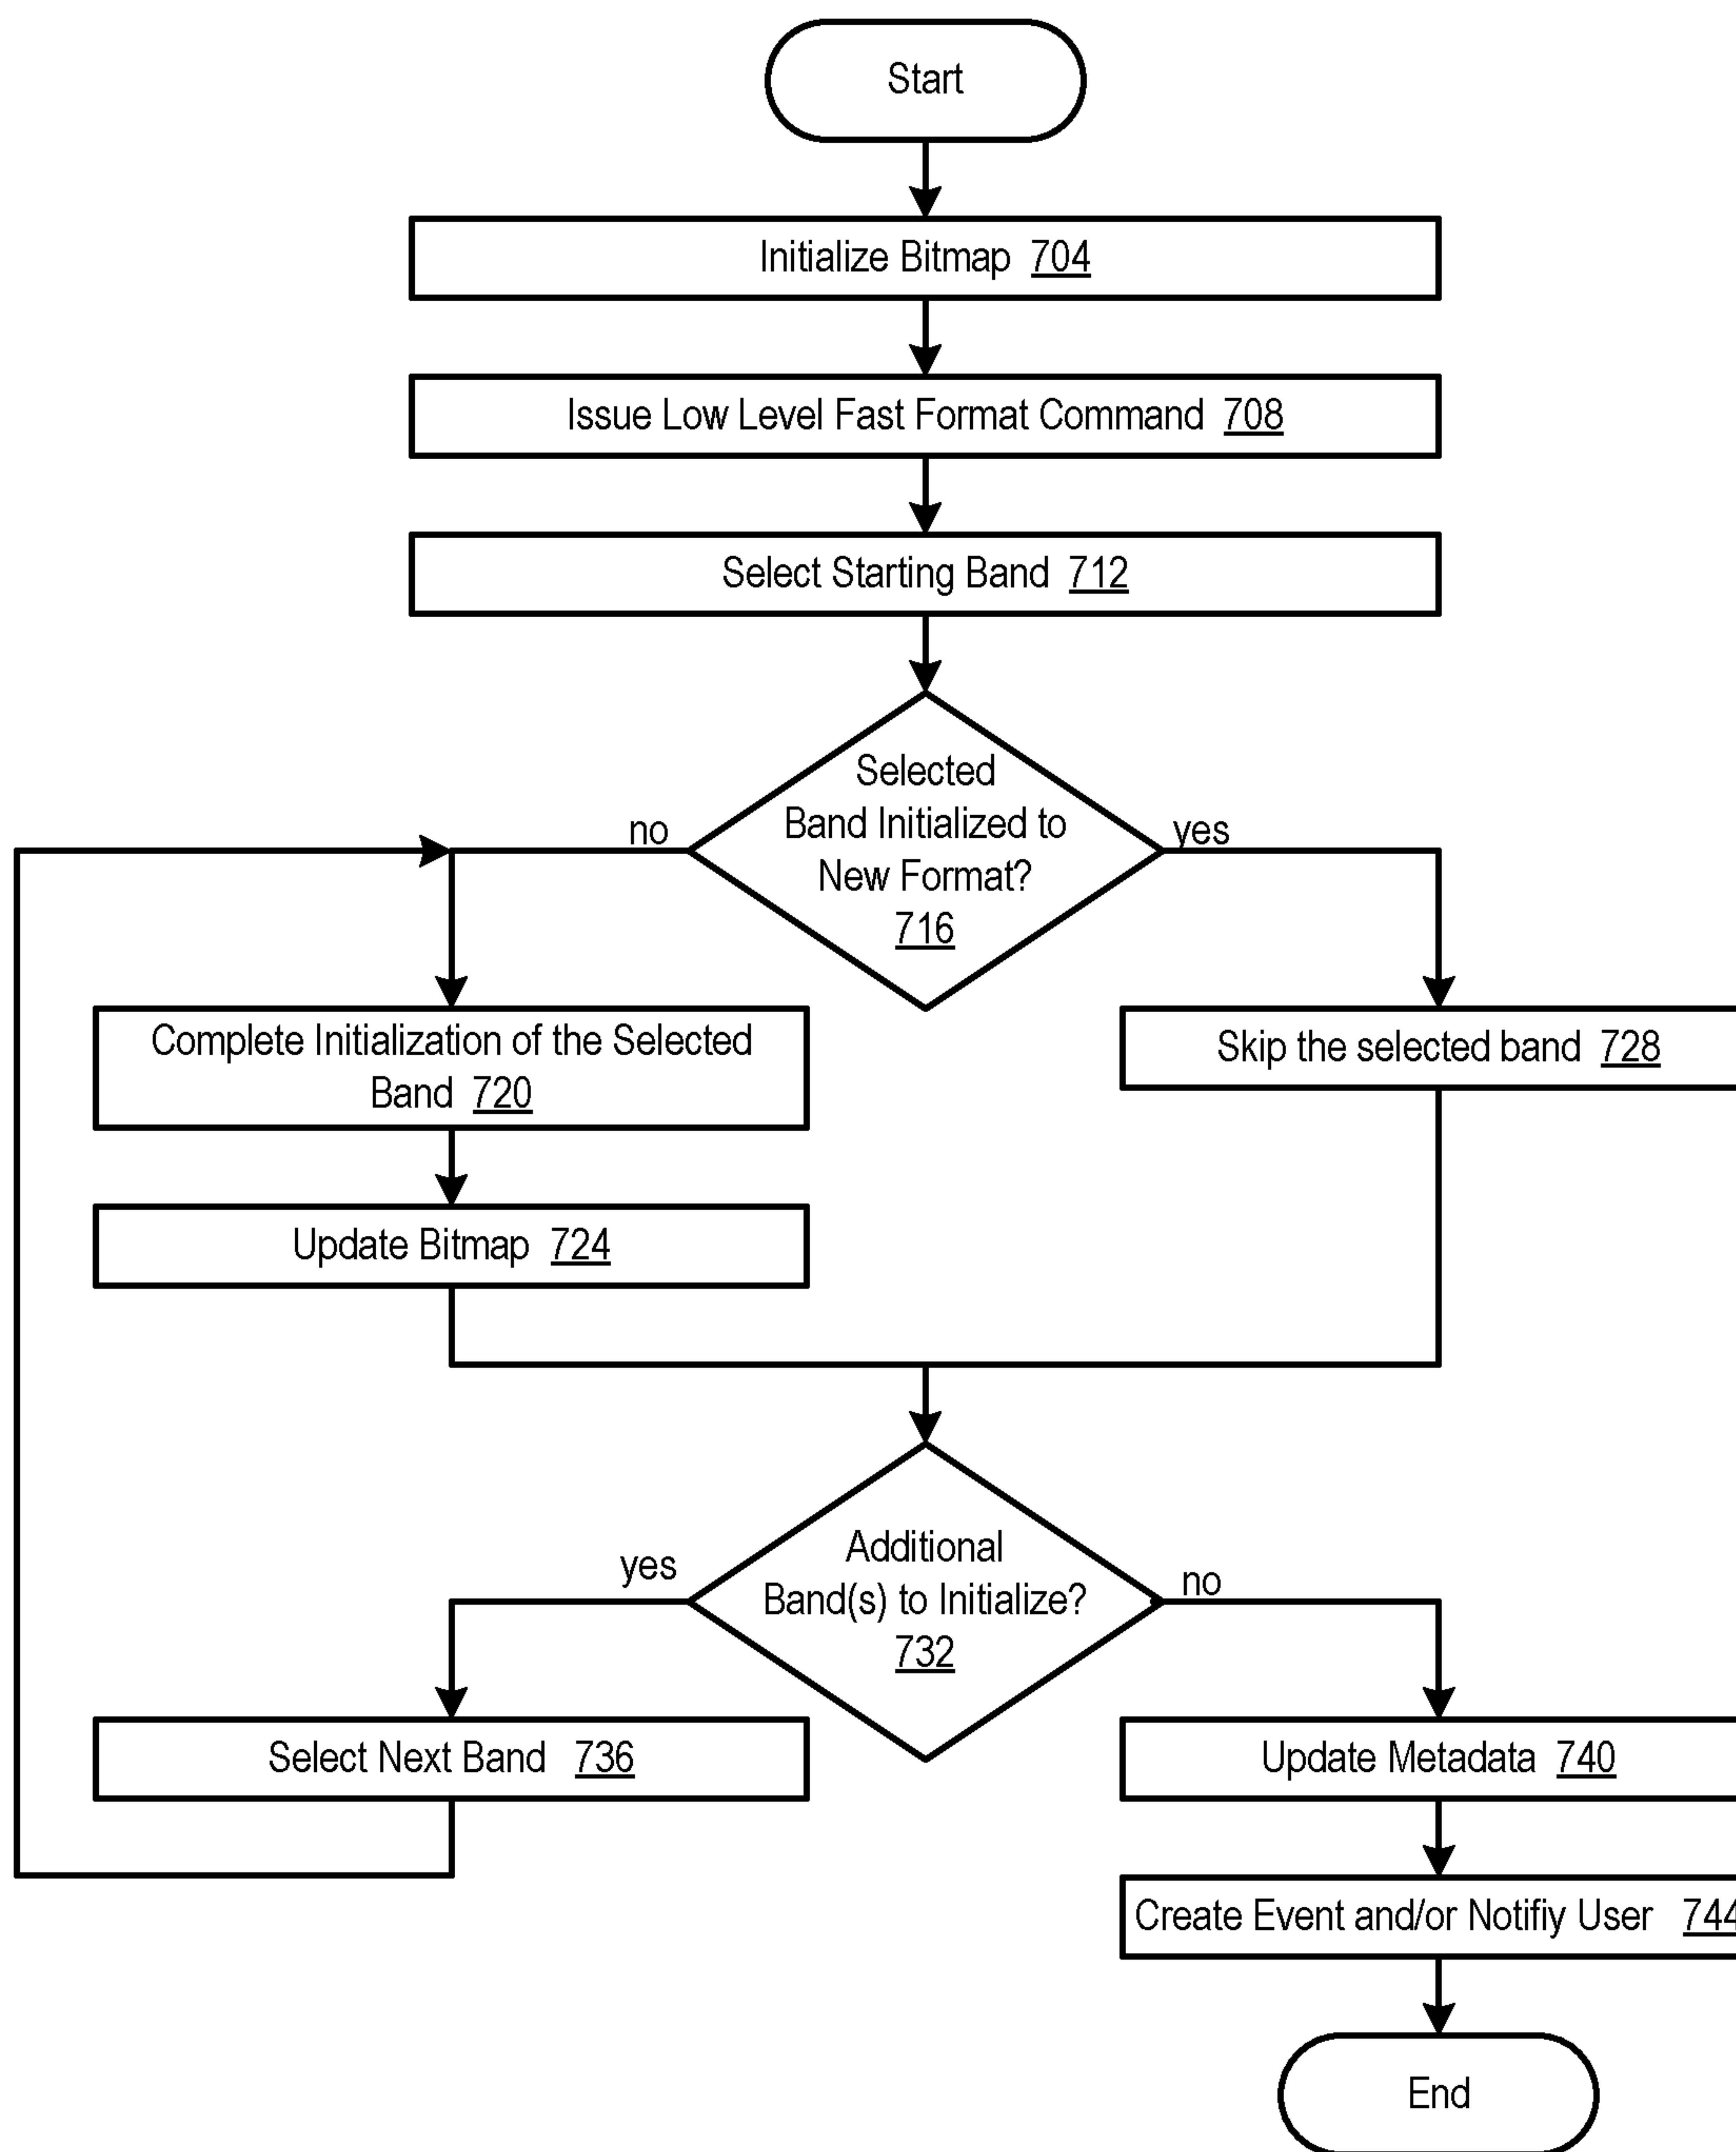 Start
Initialize Bitmap 704
Issue Low Level Fast Format Command 708
Select Starting Band 712
Selected
Band Initialized to
New Format?
716
no
yes
Complete Initialization of the Selected
Band 720
Skip the selected band 728
Update Bitmap 724
Additional
Band(s) to Initialize?
732
yes
no
Select Next Band 736
Update Metadata 740
Create Event and/or Notifiy User 744
End